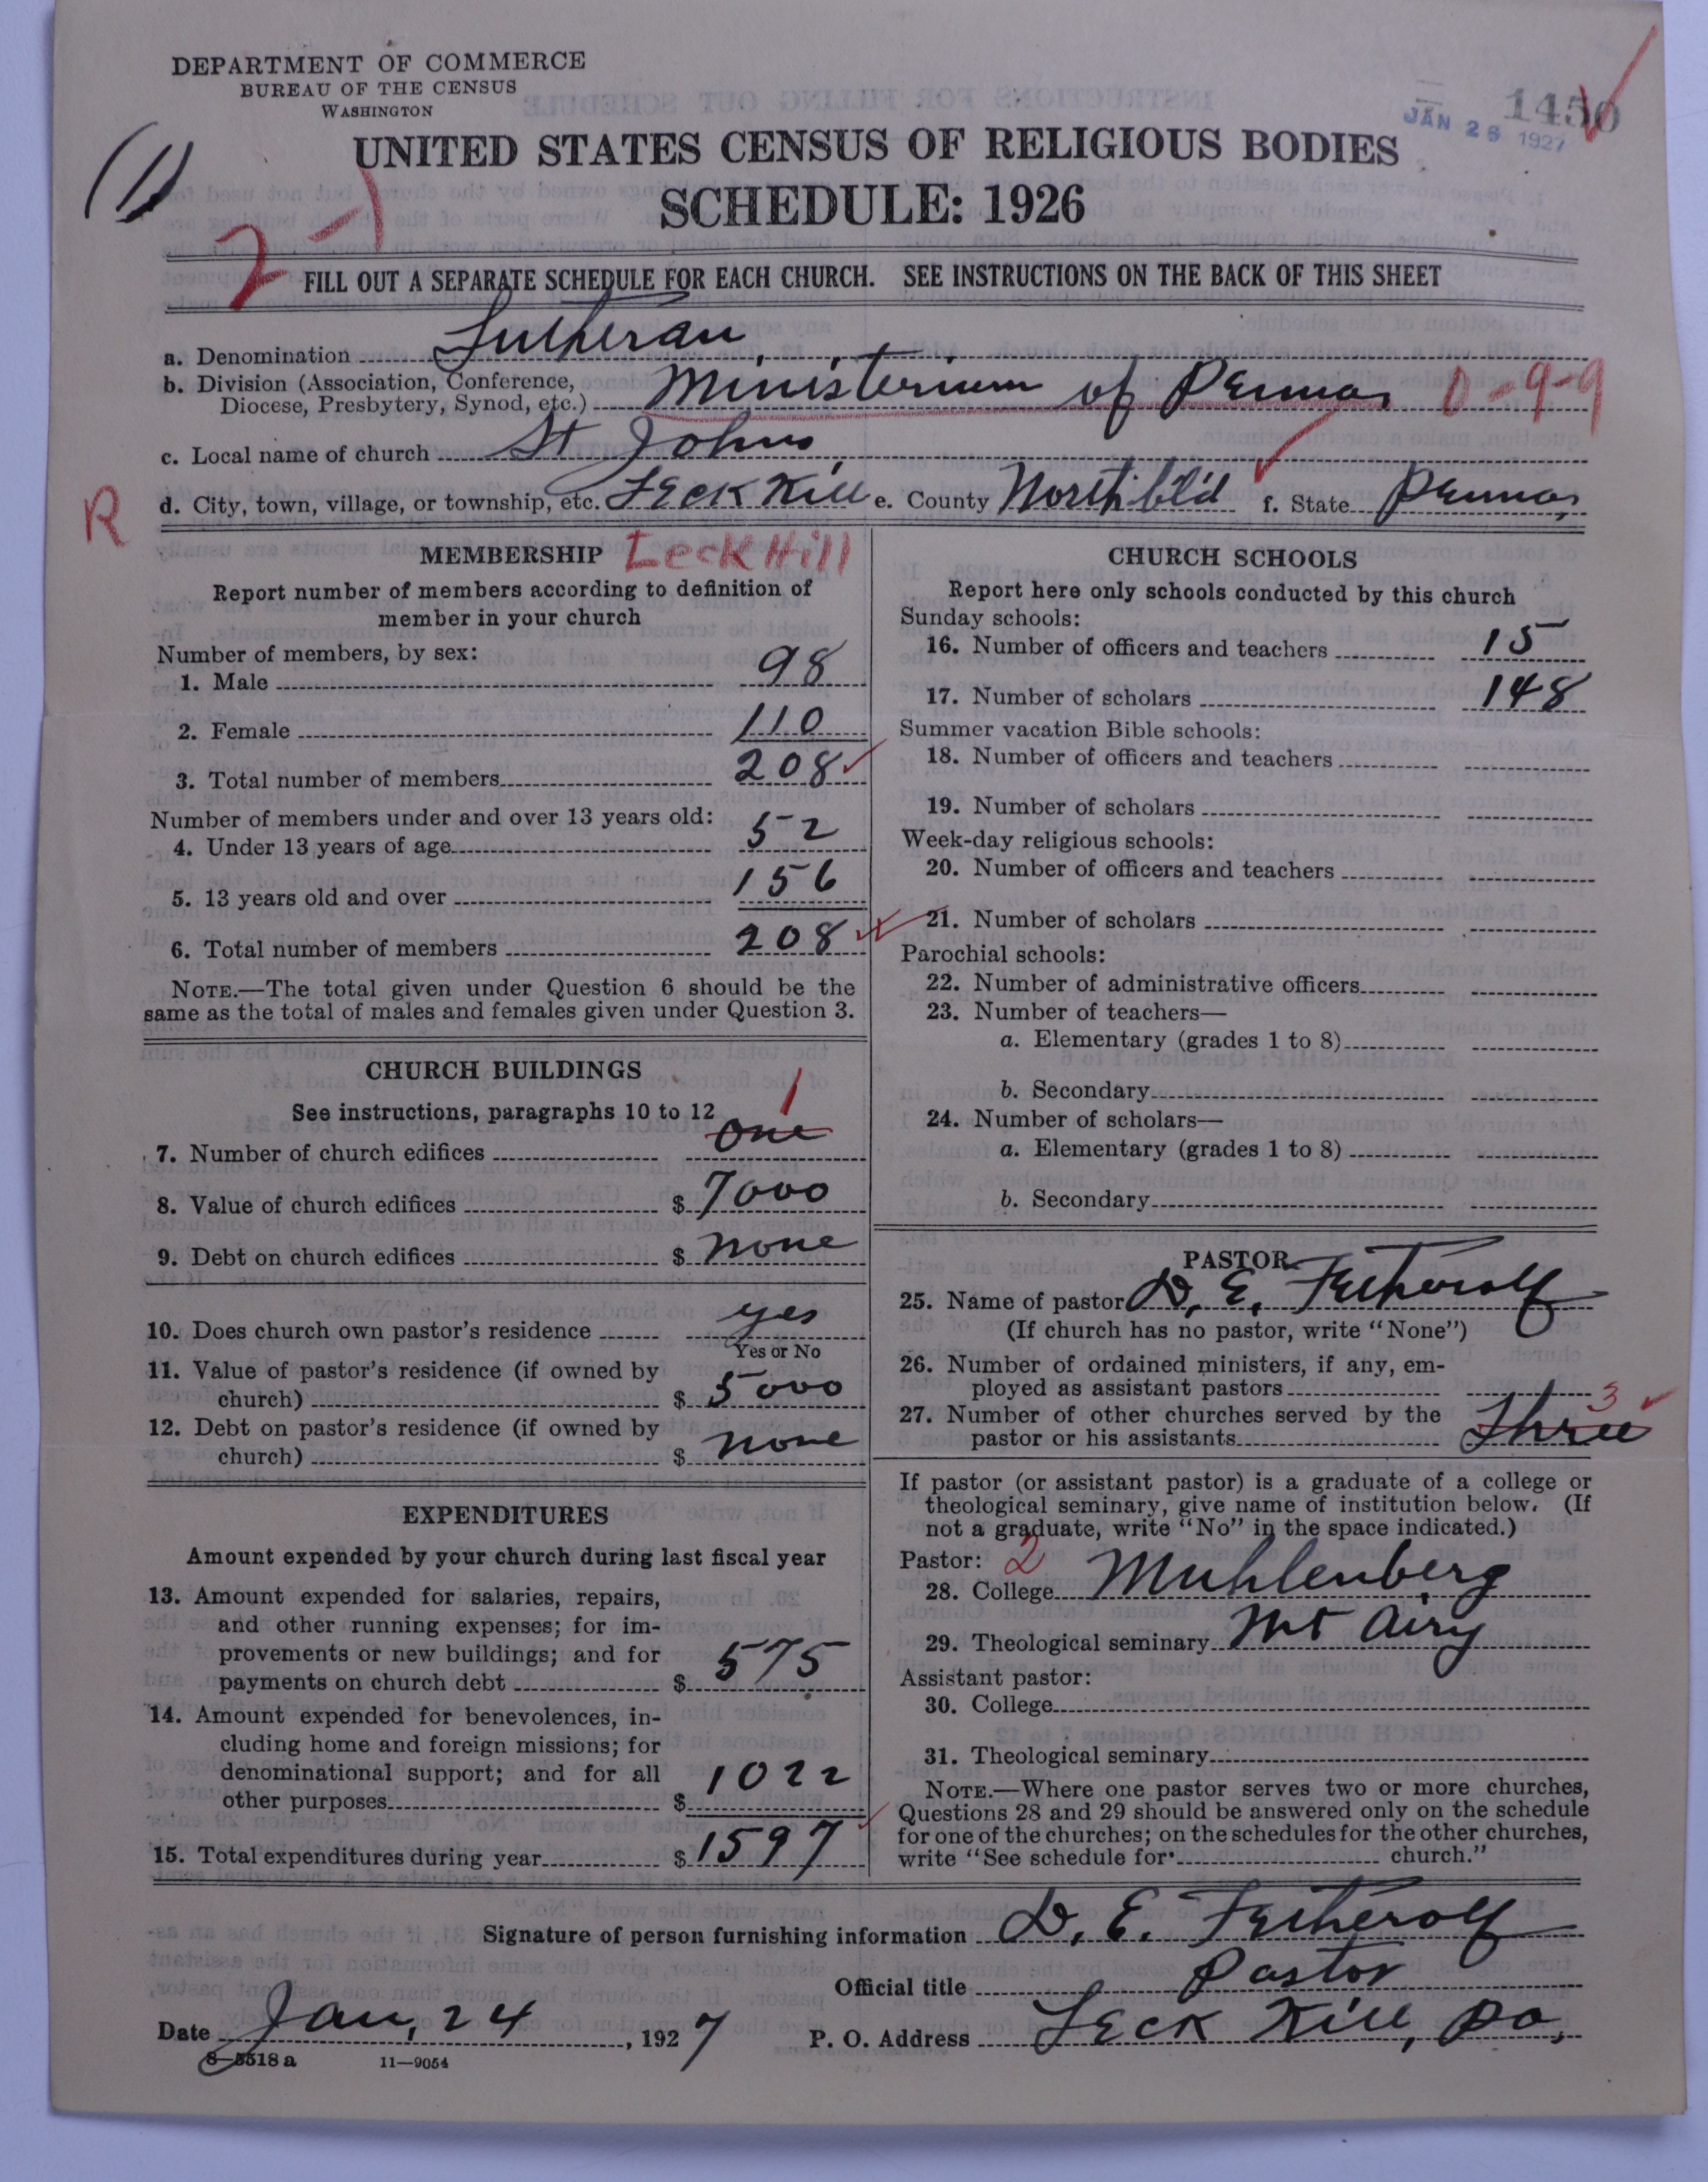 DEPARTMENT OF COMMERCE
BUREAU OF THE CENSUS
WASHINGTON
1450
JAN 26 1927
(1)
UNITED STATES CENSUS OF RELIGIOUS BODIES
SCHEDULE: 1926
2-1
FILL OUT A SEPARATE SCHEDULE FOR EACH CHURCH. SEE INSTRUCTIONS ON THE BACK OF THIS SHEET
a. Denomination Lutheran
b. Division (Association, Conference,
Diocese, Presbytery, Synod, etc.) Ministerium of Penna. 0-9-9
c. Local name of church St Johns
R d. City, town, village, or township, etc. Leck Kill e. County North'bl'd f. State Penna.
MEMBERSHIP Leck Hill
Report number of members according to definition of
member in your church
Number of members, by sex:
1. Male 98
2. Female 110
3. Total number of members 208
Number of members under and over 13 years old:
4. Under 13 years of age 52
5. 13 years old and over 156
6. Total number of members 208
NOTE.—The total given under Question 6 should be the
same as the total of males and females given under Question 3.
CHURCH BUILDINGS
See instructions, paragraphs 10 to 12
7. Number of church edifices one 1
8. Value of church edifices $ 7000
9. Debt on church edifices $ none
10. Does church own pastor's residence yes
Yes or No
11. Value of pastor's residence (if owned by
church) $ 5000
12. Debt on pastor's residence (if owned by
church) $ none
EXPENDITURES
Amount expended by your church during last fiscal year
13. Amount expended for salaries, repairs,
and other running expenses; for im-
provements or new buildings; and for
payments on church debt $ 575
14. Amount expended for benevolences, in-
cluding home and foreign missions; for
denominational support; and for all
other purposes $ 1022
15. Total expenditures during year $ 1597
CHURCH SCHOOLS
Report here only schools conducted by this church
Sunday schools:
16. Number of officers and teachers 15
17. Number of scholars 148
Summer vacation Bible schools:
18. Number of officers and teachers
19. Number of scholars
Week-day religious schools:
20. Number of officers and teachers
21. Number of scholars
Parochial schools:
22. Number of administrative officers
23. Number of teachers—
a. Elementary (grades 1 to 8)
b. Secondary
24. Number of scholars—
a. Elementary (grades 1 to 8)
b. Secondary
PASTOR
25. Name of pastor D. E. Fetherolf
(If church has no pastor, write "None")
26. Number of ordained ministers, if any, em-
ployed as assistant pastors
27. Number of other churches served by the
pastor or his assistants Three 3
If pastor (or assistant pastor) is a graduate of a college or
theological seminary, give name of institution below. (If
not a graduate, write "No" in the space indicated.)
Pastor: 2
28. College Muhlenberg
29. Theological seminary Mt Airy
Assistant pastor:
30. College
31. Theological seminary
NOTE.—Where one pastor serves two or more churches,
Questions 28 and 29 should be answered only on the schedule
for one of the churches; on the schedules for the other churches,
write "See schedule for church."
Signature of person furnishing information D. E. Fetherolf
Official title Pastor
Date Jan, 24, 1927 P. O. Address Leck Kill, Pa.
8-5518a 11—9054